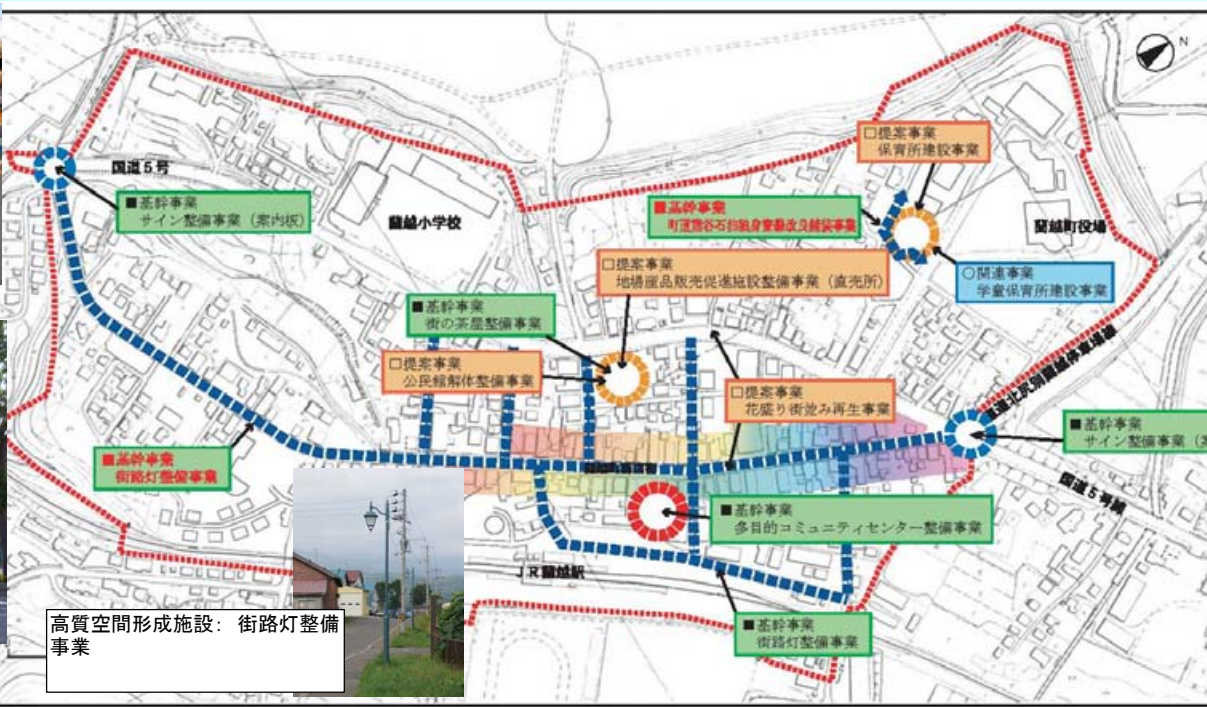 N
国道5号
■基幹事業
サイン整備事業（案内板）
蘭越小学校
□提案事業
保育所建設事業
■基幹事業
蘭越町役場
○関連事業
学童保育所建設事業
□提案事業
地場産品販売促進施設整備事業（直売所）
■基幹事業
街の茶屋整備事業
□提案事業
公民館解体整備事業
□提案事業
花盛り街並み再生事業
■基幹事業
サイン整備事業（案
国道5号線
■基幹事業
街路灯整備事業
■基幹事業
多目的コミュニティセンター整備事業
JR蘭越駅
■基幹事業
街路灯整備事業
高質空間形成施設： 街路灯整備
事業